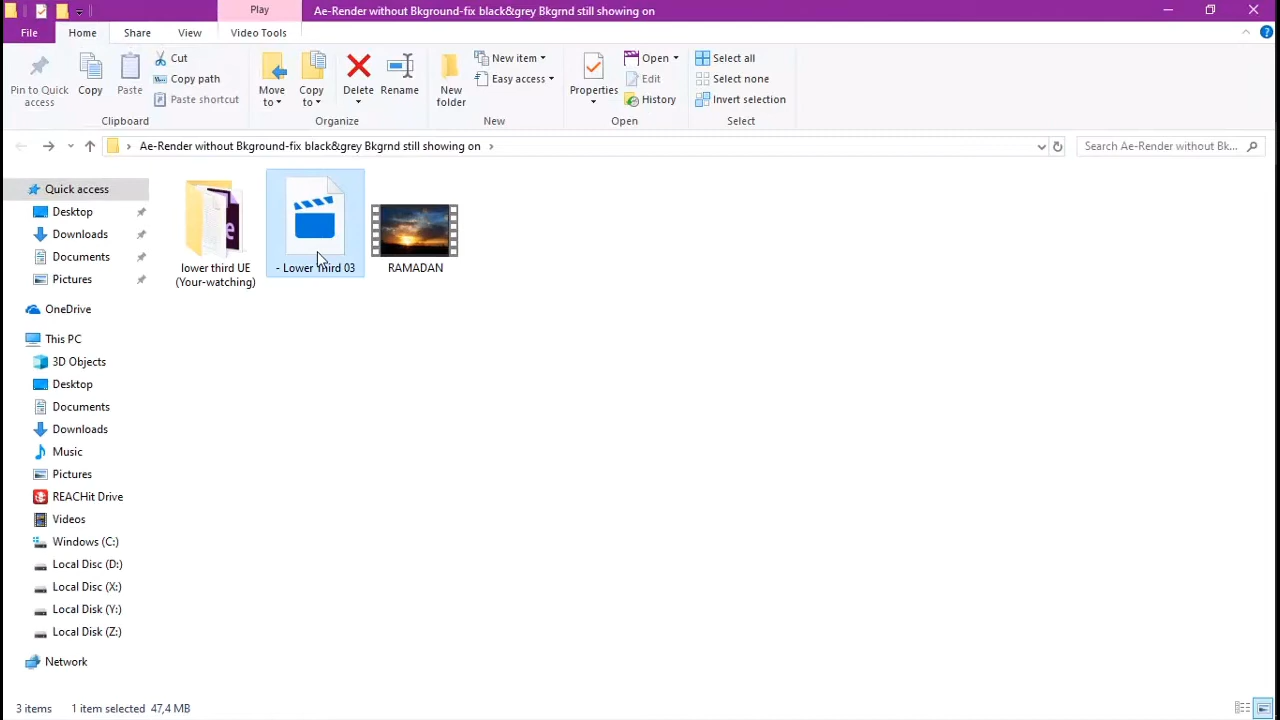 Play
Ae-Render without Bkground-fix black&grey Bkgrnd still showing on
File
Home
Share
View
Video Tools
Pin to Quick
access
Copy
Paste
Cut
Copy path
Paste shortcut
Clipboard
Move
to
Copy
to
Delete
Rename
Organize
New
folder
New item
Easy access
New
Properties
Open
Edit
History
Open
Select all
Select none
Invert selection
Select
Ae-Render without Bkground-fix black&grey Bkgrnd still showing on
Search Ae-Render without Bk...
Quick access
Desktop
Downloads
Documents
Pictures
OneDrive
This PC
3D Objects
Desktop
Documents
Downloads
Music
Pictures
REACHit Drive
Videos
Windows (C:)
Local Disc (D:)
Local Disc (X:)
Local Disk (Y:)
Local Disk (Z:)
Network
lower third UE
(Your-watching)
- Lower Third 03
RAMADAN
3 items
1 item selected 47,4 MB